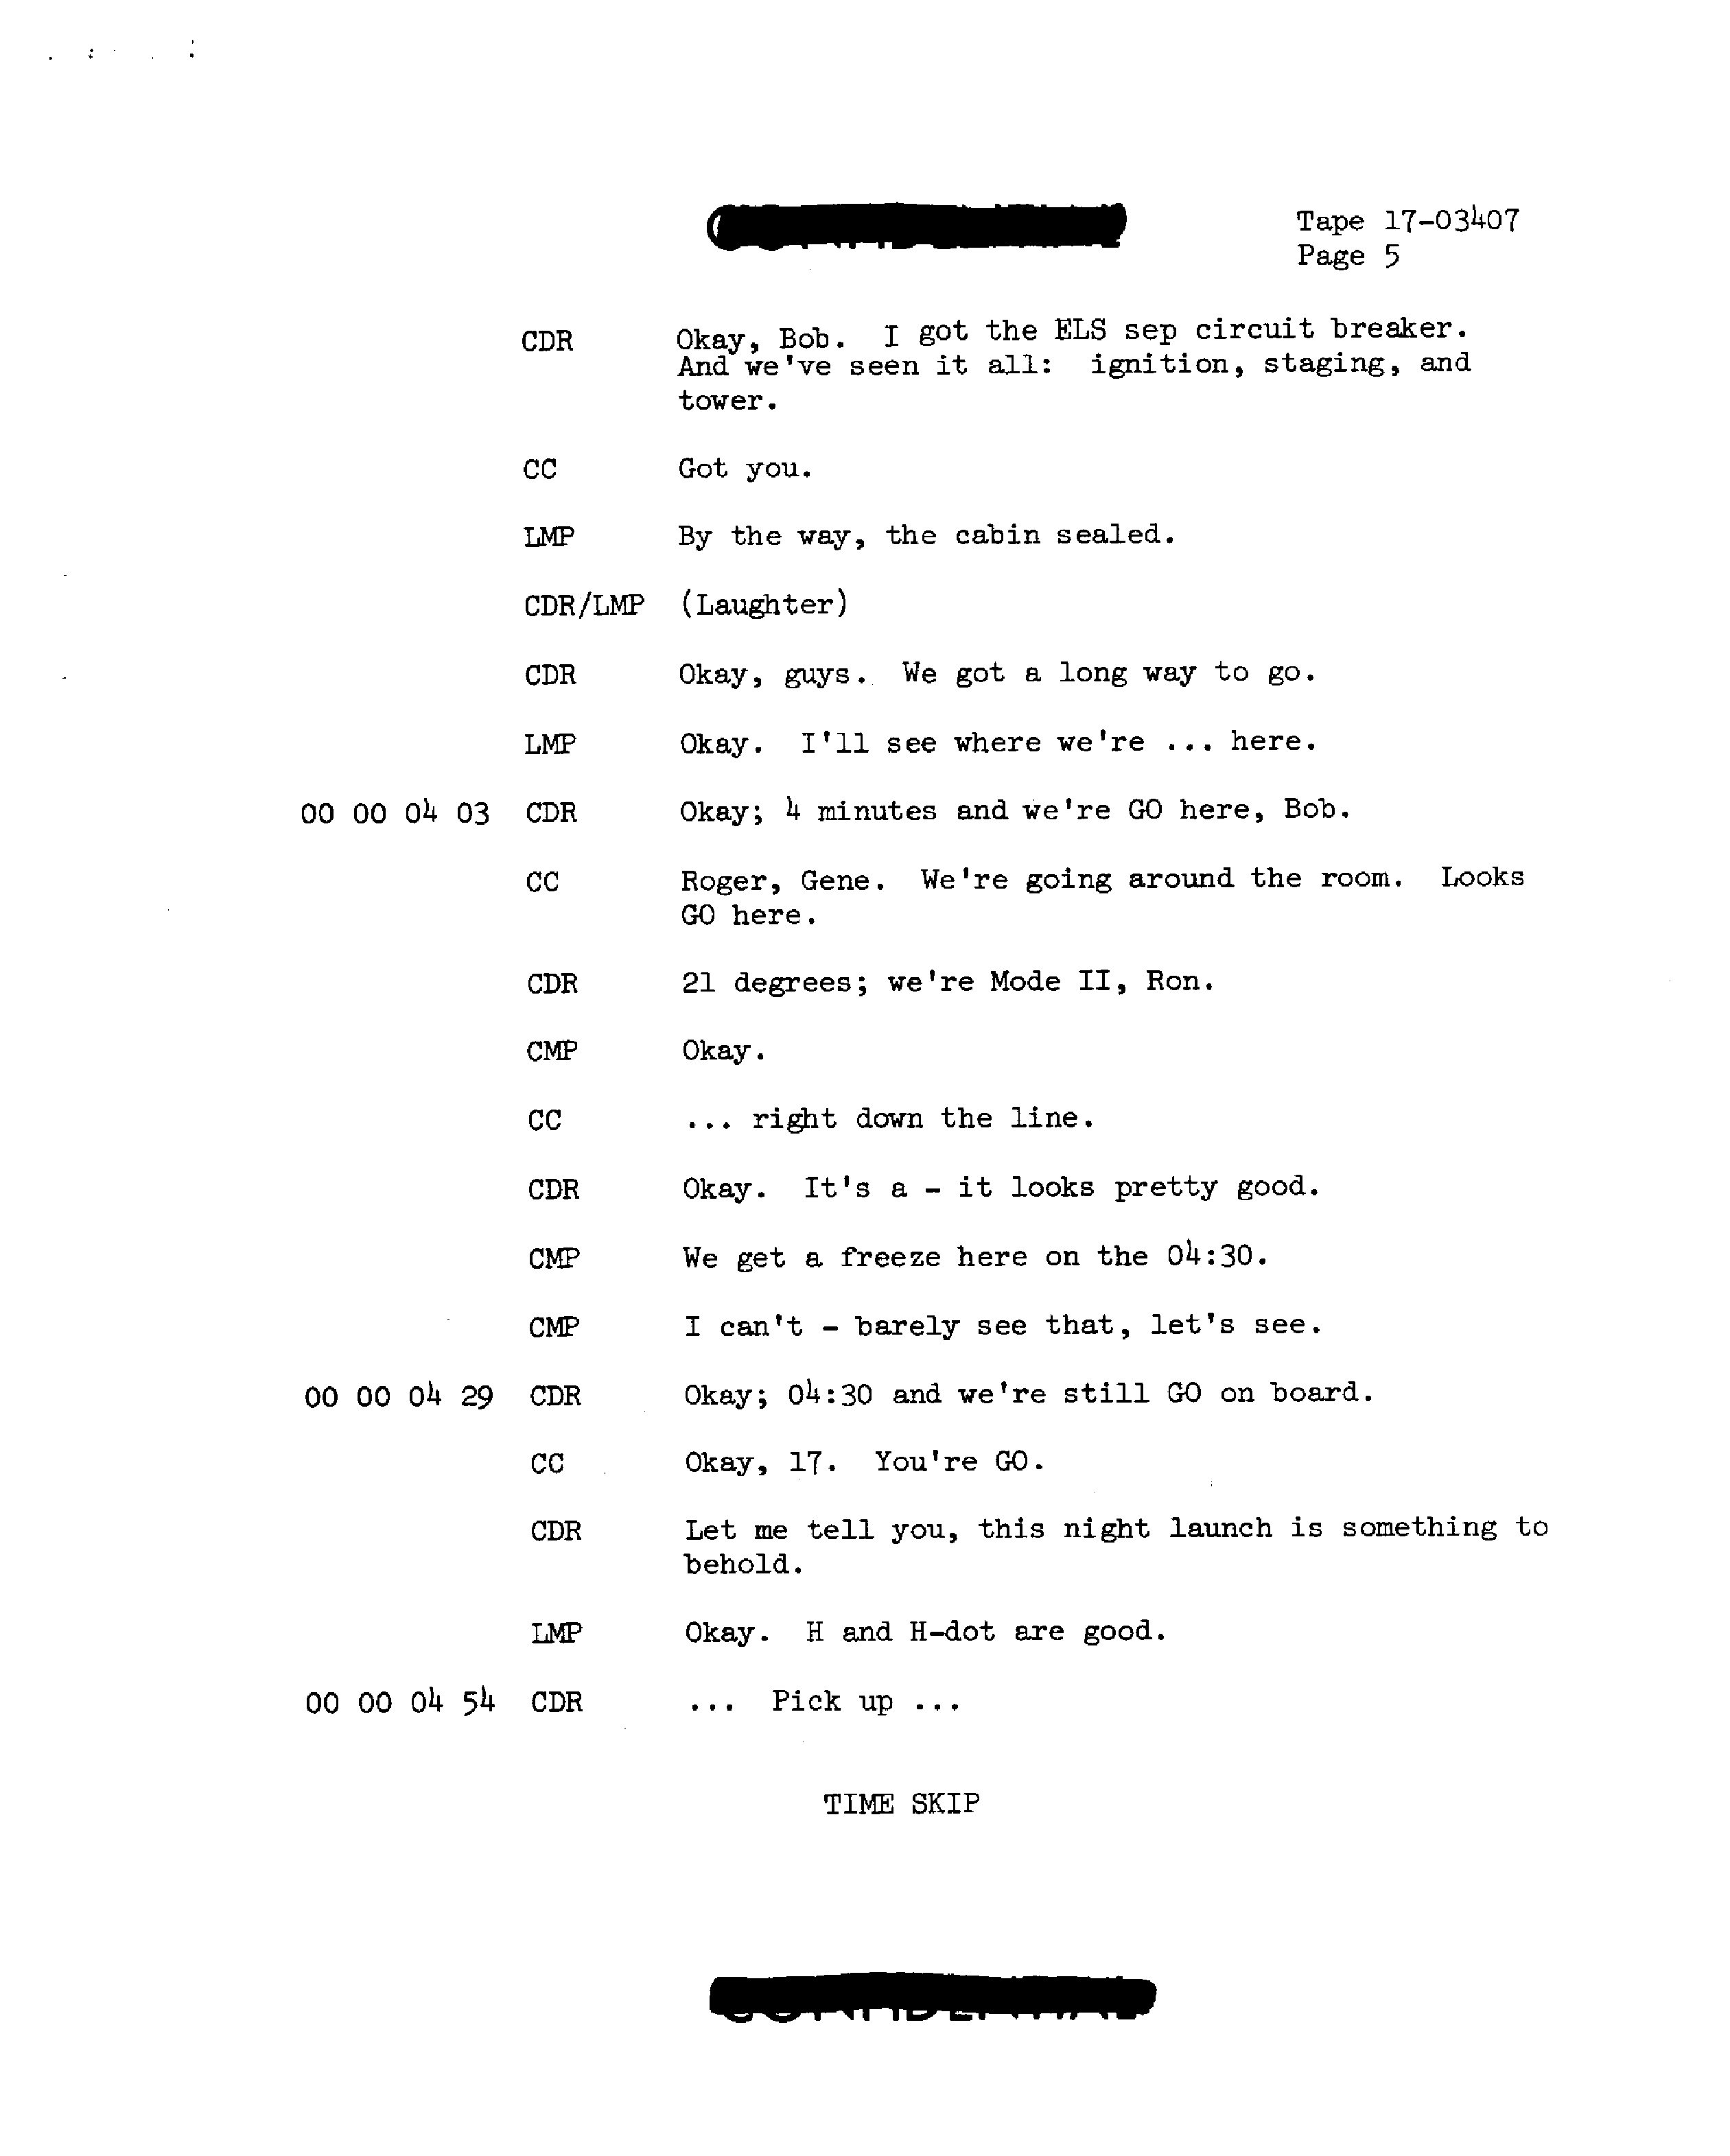 Tape 17-03407
Page 5
CDR Okay, Bob. I got the ELS sep circuit breaker.
And we've seen it all: ignition, staging, and
tower.
CC Got you.
LMP By the way, the cabin sealed.
CDR/LMP (Laughter)
CDR Okay, guys. We got a long way to go.
LMP Okay. I'll see where we're ... here.
00 00 04 03 CDR Okay; 4 minutes and we're GO here, Bob.
CC Roger, Gene. We're going around the room. Looks
GO here.
CDR 21 degrees; we're Mode II, Ron.
CMP Okay.
CC ... right down the line.
CDR Okay. It's a - it looks pretty good.
CMP We get a freeze here on the 04:30.
CMP I can't - barely see that, let's see.
00 00 04 29 CDR Okay; 04:30 and we're still GO on board.
CC Okay, 17. You're GO.
CDR Let me tell you, this night launch is something to
behold.
LMP Okay. H and H-dot are good.
00 00 04 54 CDR ... Pick up ...
TIME SKIP